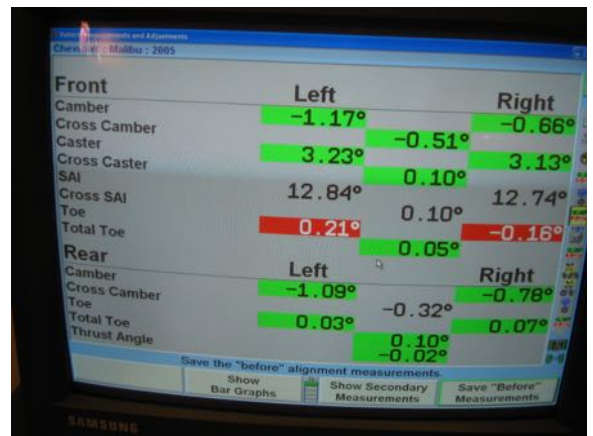 Vehicle Measurements and Adjustments
Chevrolet : Malibu : 2005
Front Left Right
Camber -1.17° -0.66°
Cross Camber -0.51°
Caster 3.23° 3.13°
Cross Caster 0.10°
SAI 12.84° 12.74°
Cross SAI 0.10°
Toe 0.21° -0.16°
Total Toe 0.05°
Rear Left Right
Camber -1.09° -0.78°
Cross Camber -0.32°
Toe 0.03° 0.07°
Total Toe 0.10°
Thrust Angle -0.02°
Save the "before" alignment measurements.
Show Bar Graphs
Show Secondary Measurements
Save "Before" Measurements
SAMSUNG